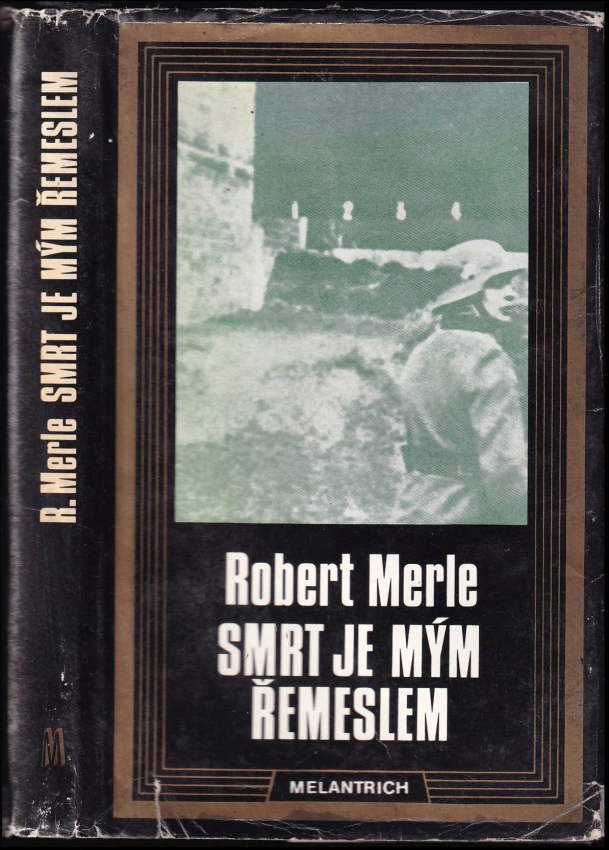 R. Merle SMRT JE MÝM ŘEMESLEM
M
Robert Merle
SMRT JE MÝM
ŘEMESLEM
MELANTRICH